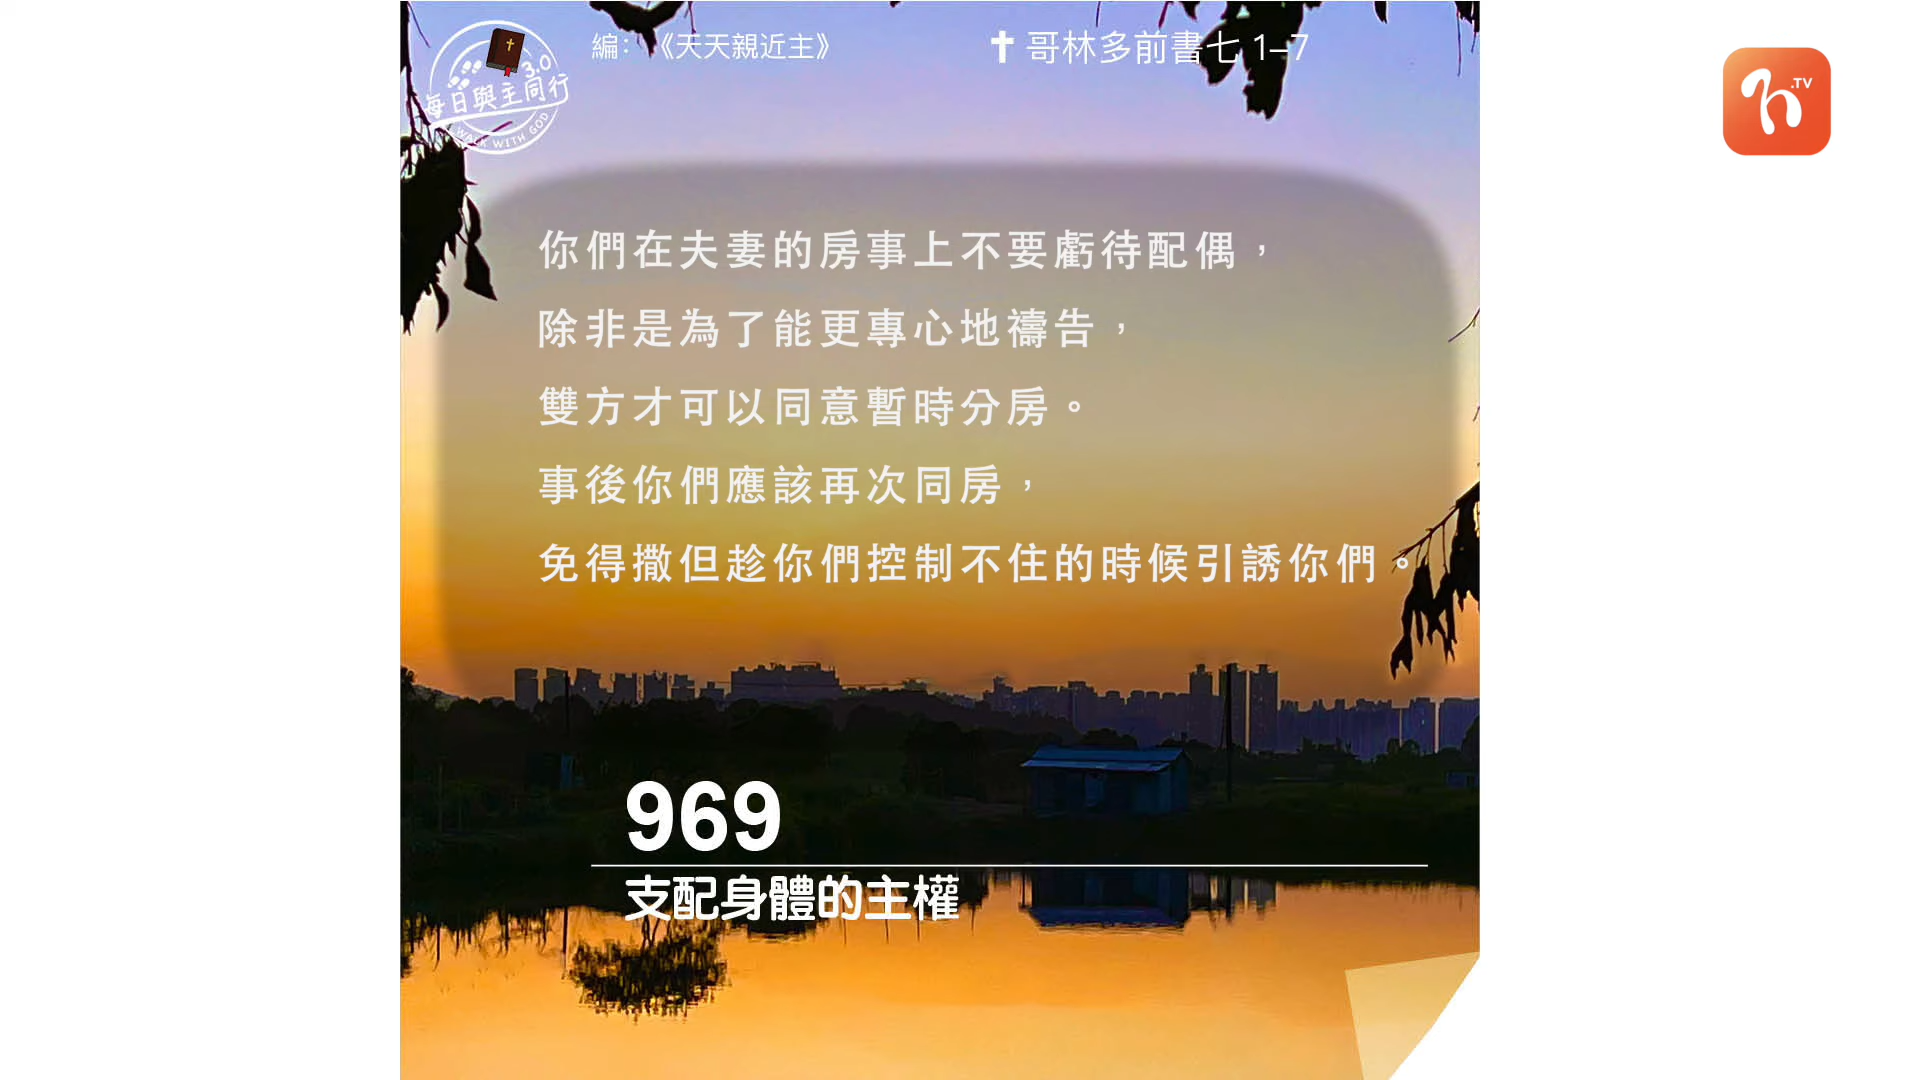 3.0
每日與主同行
WALK WITH GOD
編：《天天親近主》
哥林多前書七 1–7
.TV
你們在夫妻的房事上不要虧待配偶，
除非是為了能更專心地禱告，
雙方才可以同意暫時分房。
事後你們應該再次同房，
免得撒但趁你們控制不住的時候引誘你們。
969
支配身體的主權